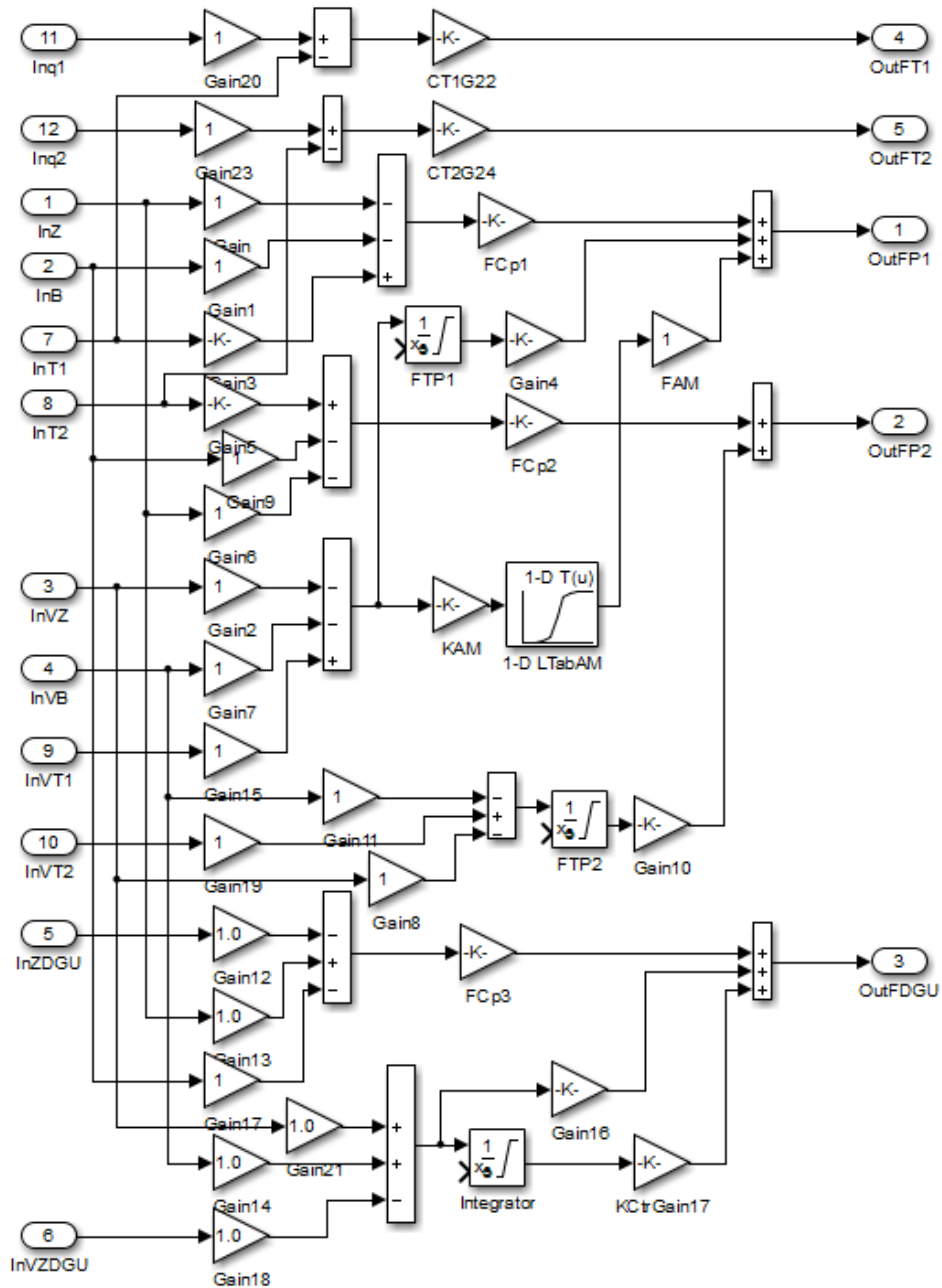 11
Inq1
1
Gain20
+
−
-K-
CT1G22
4
OutFT1
12
Inq2
1
Gain23
+
−
-K-
CT2G24
5
OutFT2
1
InZ
1
Gain
−
−
+
-K-
FCp1
+
+
+
1
OutFP1
2
InB
1
Gain1
7
InT1
-K-
Gain3
1
x
FTP1
-K-
Gain4
1
FAM
8
InT2
-K-
Gain5
+
−
−
-K-
FCp2
+
+
2
OutFP2
1
Gain9
1
Gain6
3
InVZ
1
Gain2
−
−
+
-K-
KAM
1-D T(u)
1-D LTabAM
4
InVB
1
Gain7
9
InVT1
1
Gain15
1
Gain11
−
+
−
1
x
FTP2
-K-
Gain10
10
InVT2
1
Gain19
1
Gain8
5
InZDGU
1.0
Gain12
−
+
−
-K-
FCp3
+
+
+
3
OutFDGU
1.0
Gain13
1
Gain17
1.0
Gain21
+
+
−
-K-
Gain16
1.0
Gain14
1
x
Integrator
-K-
KCtrGain17
6
InVZDGU
1.0
Gain18